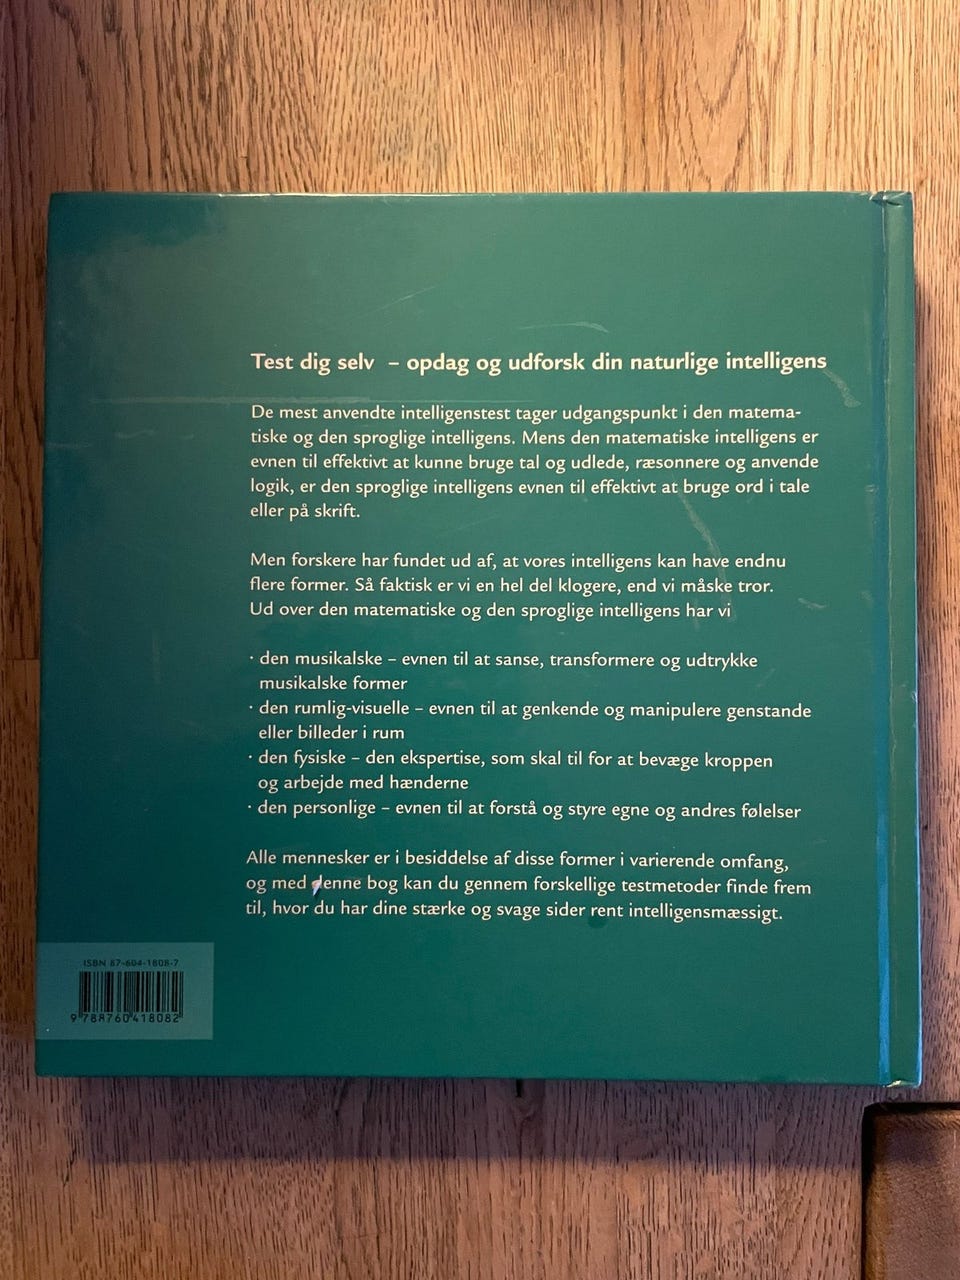 Test dig selv – opdag og udforsk din naturlige intelligens
De mest anvendte intelligenstest tager udgangspunkt i den matema-
tiske og den sproglige intelligens. Mens den matematiske intelligens er
evnen til effektivt at kunne bruge tal og udlede, ræsonnere og anvende
logik, er den sproglige intelligens evnen til effektivt at bruge ord i tale
eller på skrift.
Men forskere har fundet ud af, at vores intelligens kan have endnu
flere former. Så faktisk er vi en hel del klogere, end vi måske tror.
Ud over den matematiske og den sproglige intelligens har vi
· den musikalske – evnen til at sanse, transformere og udtrykke
musikalske former
· den rumlig-visuelle – evnen til at genkende og manipulere genstande
eller billeder i rum
· den fysiske – den ekspertise, som skal til for at bevæge kroppen
og arbejde med hænderne
· den personlige – evnen til at forstå og styre egne og andres følelser
Alle mennesker er i besiddelse af disse former i varierende omfang,
og med denne bog kan du gennem forskellige testmetoder finde frem
til, hvor du har dine stærke og svage sider rent intelligensmæssigt.
ISBN 87-604-1808-7
9 788760 418082